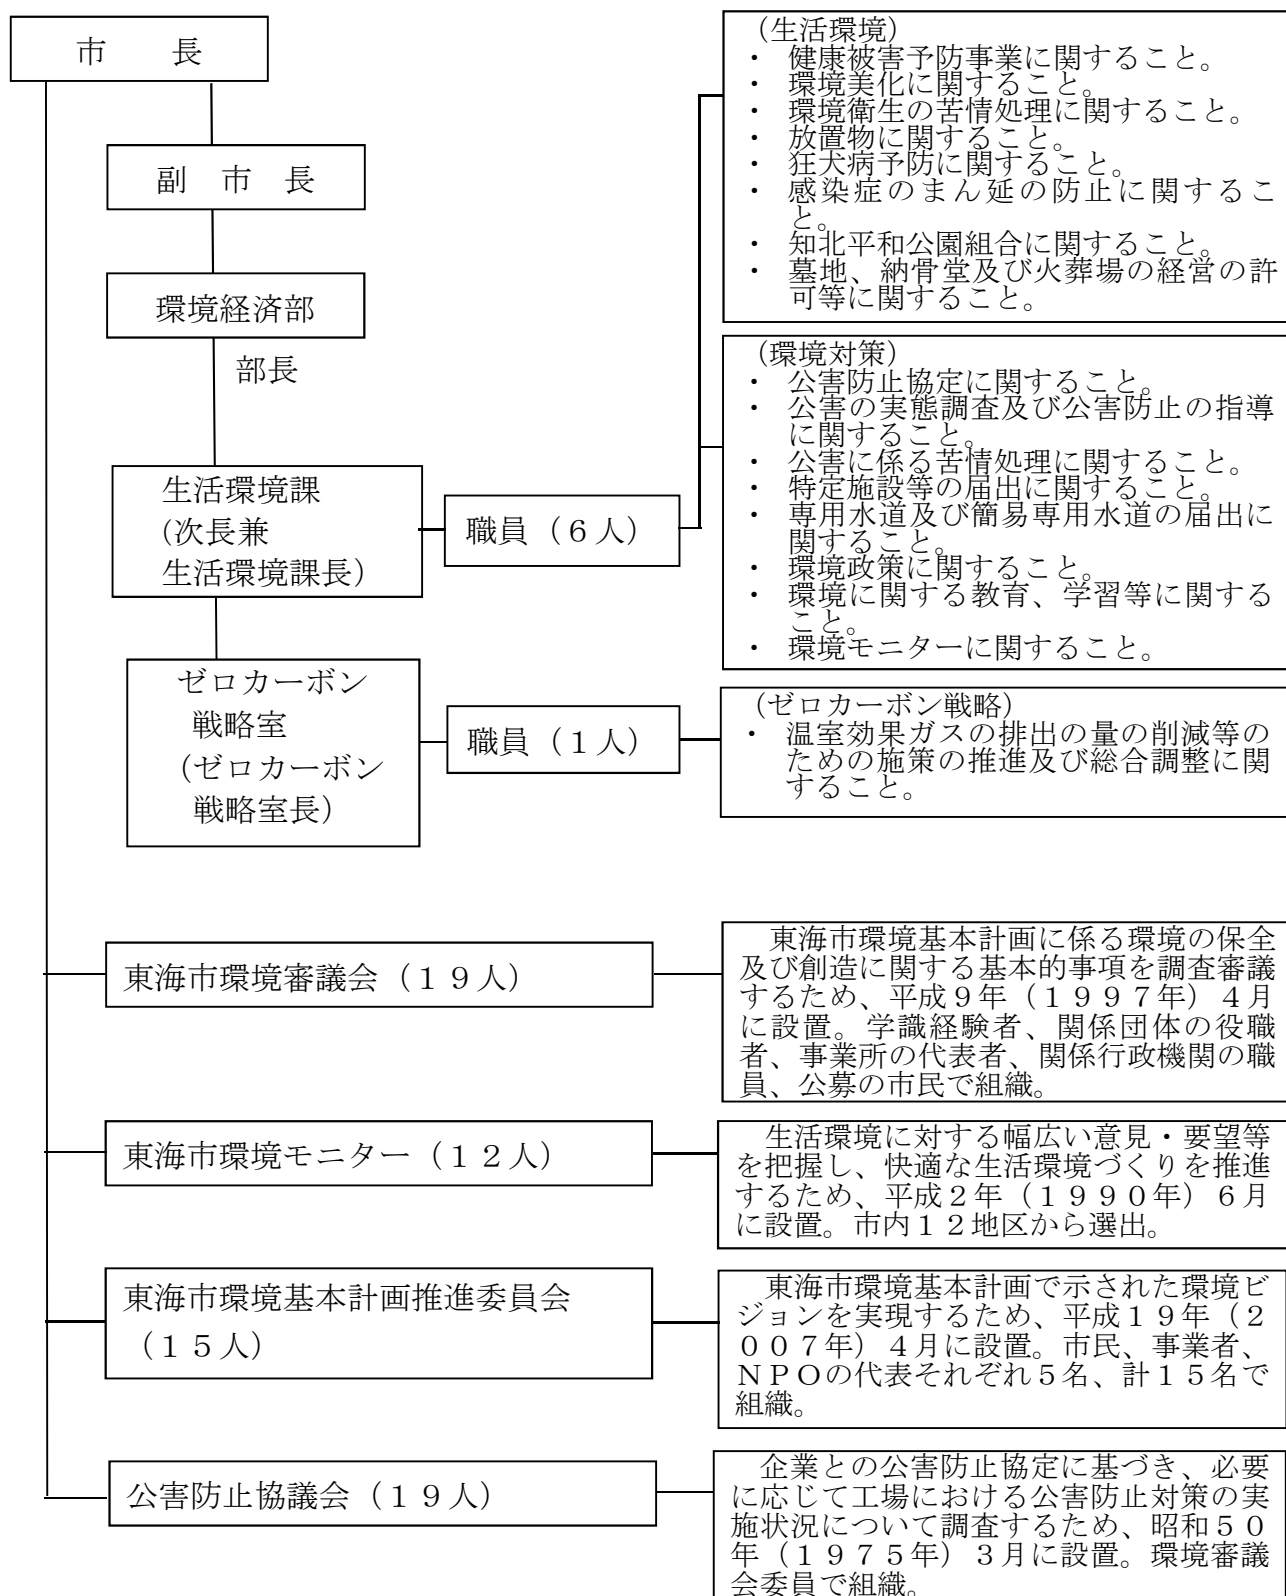 市　　長
副　市　長
環境経済部
部長
生活環境課
(次長兼
生活環境課長)
職員（６人）
（生活環境）
・　健康被害予防事業に関すること。
・　環境美化に関すること。
・　環境衛生の苦情処理に関すること。
・　放置物に関すること。
・　狂犬病予防に関すること。
・　感染症のまん延の防止に関するこ
と。
・　知北平和公園組合に関すること。
・　墓地、納骨堂及び火葬場の経営の許
可等に関すること。
（環境対策）
・　公害防止協定に関すること。
・　公害の実態調査及び公害防止の指導
に関すること。
・　公害に係る苦情処理に関すること。
・　特定施設等の届出に関すること。
・　専用水道及び簡易専用水道の届出に
関すること。
・　環境政策に関すること。
・　環境に関する教育、学習等に関する
こと。
・　環境モニターに関すること。
ゼロカーボン
戦略室
（ゼロカーボン
戦略室長）
職員（１人）
（ゼロカーボン戦略）
・　温室効果ガスの排出の量の削減等の
ための施策の推進及び総合調整に関
すること。
東海市環境審議会（１９人）
東海市環境基本計画に係る環境の保全
及び創造に関する基本的事項を調査審議
するため、平成９年（１９９７年）４月
に設置。学識経験者、関係団体の役職
者、事業所の代表者、関係行政機関の職
員、公募の市民で組織。
東海市環境モニター（１２人）
生活環境に対する幅広い意見・要望等
を把握し、快適な生活環境づくりを推進
するため、平成２年（１９９０年）６月
に設置。市内１２地区から選出。
東海市環境基本計画推進委員会
（１５人）
東海市環境基本計画で示された環境ビ
ジョンを実現するため、平成１９年（２
００７年）４月に設置。市民、事業者、
ＮＰＯの代表それぞれ５名、計１５名で
組織。
公害防止協議会（１９人）
企業との公害防止協定に基づき、必要
に応じて工場における公害防止対策の実
施状況について調査するため、昭和５０
年（１９７５年）３月に設置。環境審議
会委員で組織。